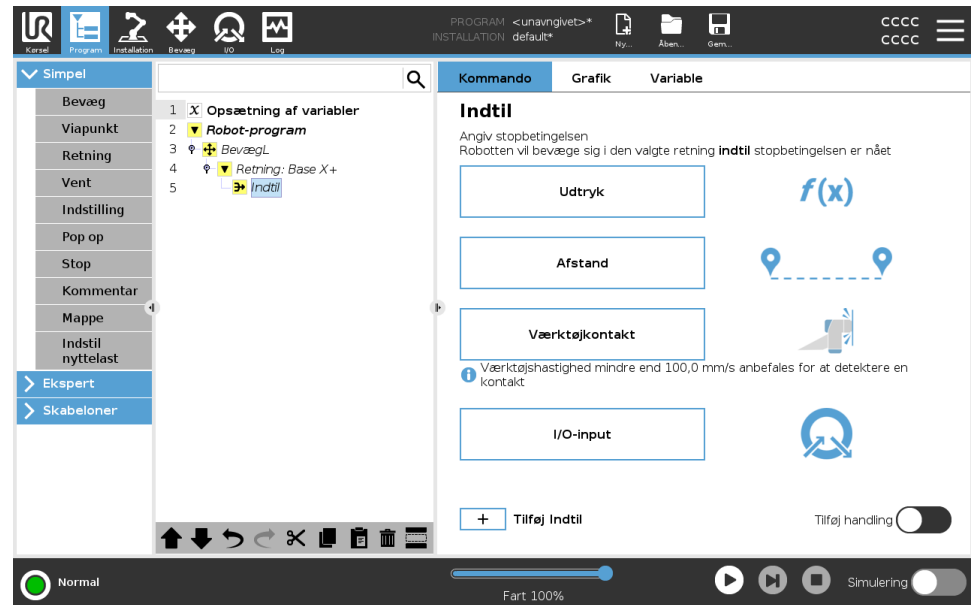 UR
Kørsel
Program
Installation
Bevæg
I/O
Log
PROGRAM <unavngivet>*
INSTALLATION default*
Ny...
Åben...
Gem...
cccc
cccc
Simpel
Bevæg
Viapunkt
Retning
Vent
Indstilling
Pop op
Stop
Kommentar
Mappe
Indstil
nyttelast
Ekspert
Skabeloner
1 X Opsætning af variabler
2 Robot-program
3 BevægL
4 Retning: Base X+
5 Indtil
Kommando Grafik Variable
Indtil
Angiv stopbetingelsen
Robotten vil bevæge sig i den valgte retning indtil stopbetingelsen er nået
Udtryk
f(x)
Afstand
Værktøjkontakt
Værktøjshastighed mindre end 100,0 mm/s anbefales for at detektere en
kontakt
I/O-input
+ Tilføj Indtil
Tilføj handling
Normal
Fart 100%
Simulering